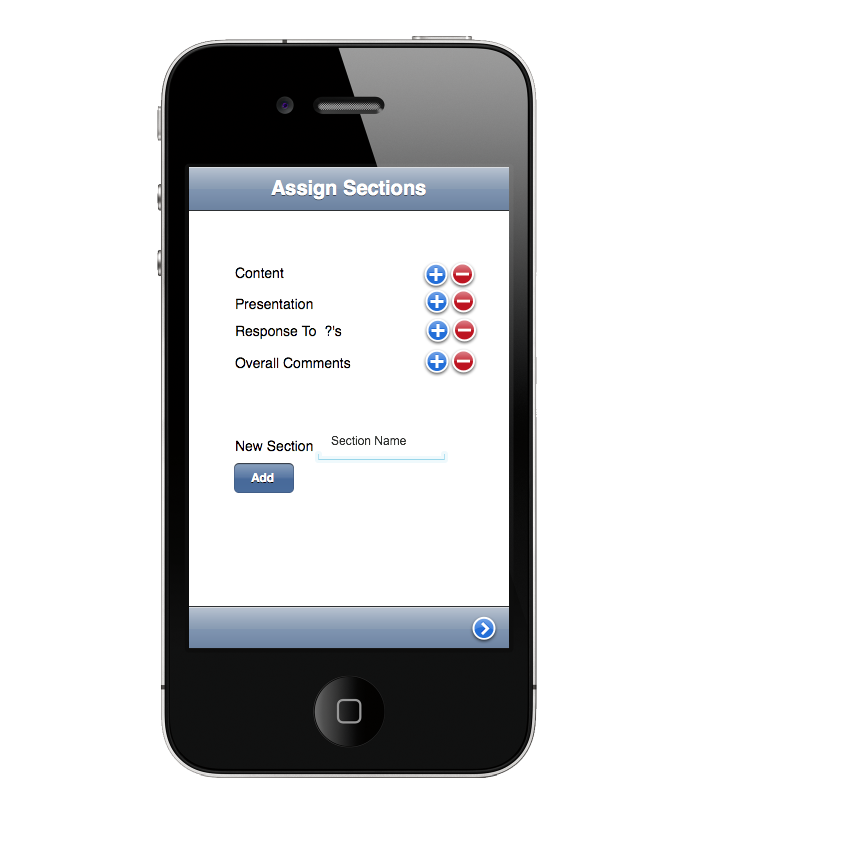 Assign Sections
Content
Presentation
Response To  ?'s
Overall Comments
New Section Section Name
Add